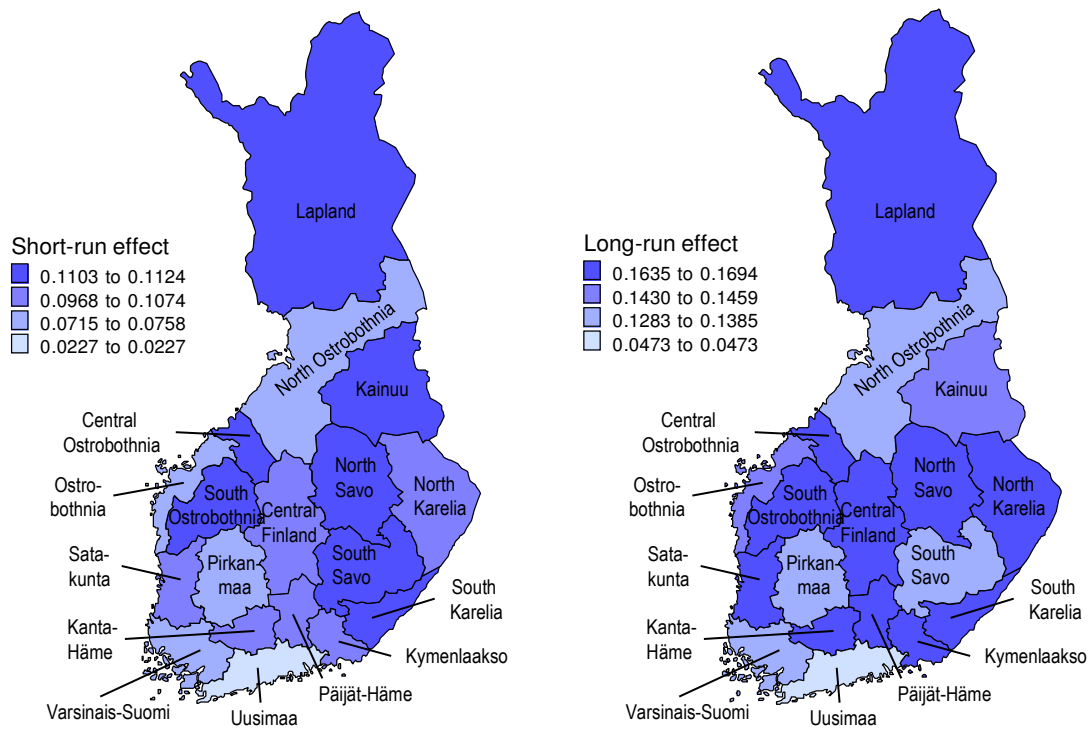 Lapland
Short-run effect
0.1103 to 0.1124
0.0968 to 0.1074
0.0715 to 0.0758
0.0227 to 0.0227
North Ostrobothnia
Kainuu
Central
Ostrobothnia
Ostro-
bothnia
South
Ostrobothnia
Central
Finland
North
Savo
North
Karelia
Sata-
kunta
Pirkan-
maa
South
Savo
South
Karelia
Kanta-
Häme
Kymenlaakso
Päijät-Häme
Varsinais-Suomi
Uusimaa
Lapland
Long-run effect
0.1635 to 0.1694
0.1430 to 0.1459
0.1283 to 0.1385
0.0473 to 0.0473
North Ostrobothnia
Kainuu
Central
Ostrobothnia
Ostro-
bothnia
South
Ostrobothnia
Central
Finland
North
Savo
North
Karelia
Sata-
kunta
Pirkan-
maa
South
Savo
South
Karelia
Kanta-
Häme
Kymenlaakso
Päijät-Häme
Varsinais-Suomi
Uusimaa